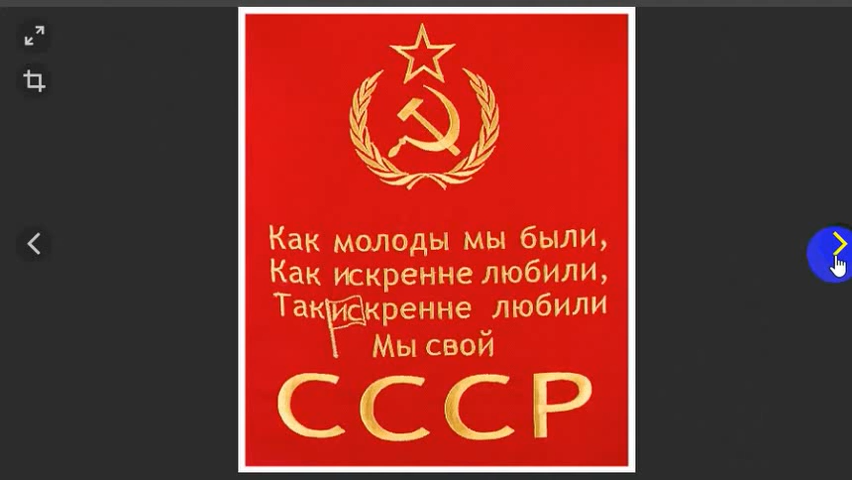 Как молоды мы были,
Как искренне любили,
Так искренне любили
Мы свой
СССР